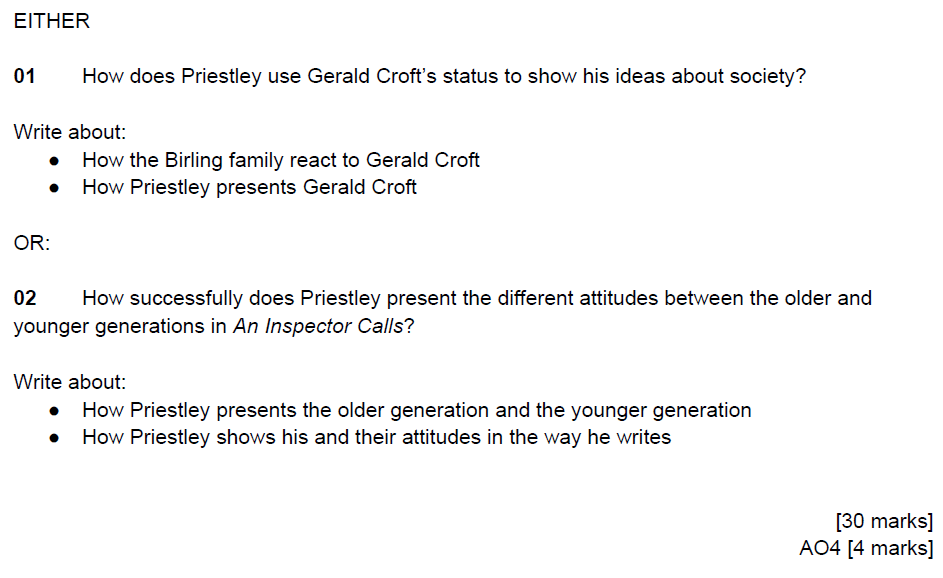 EITHER
01 How does Priestley use Gerald Croft’s status to show his ideas about society?
Write about:
● How the Birling family react to Gerald Croft
● How Priestley presents Gerald Croft
OR:
02 How successfully does Priestley present the different attitudes between the older and
younger generations in An Inspector Calls?
Write about:
● How Priestley presents the older generation and the younger generation
● How Priestley shows his and their attitudes in the way he writes
[30 marks]
AO4 [4 marks]